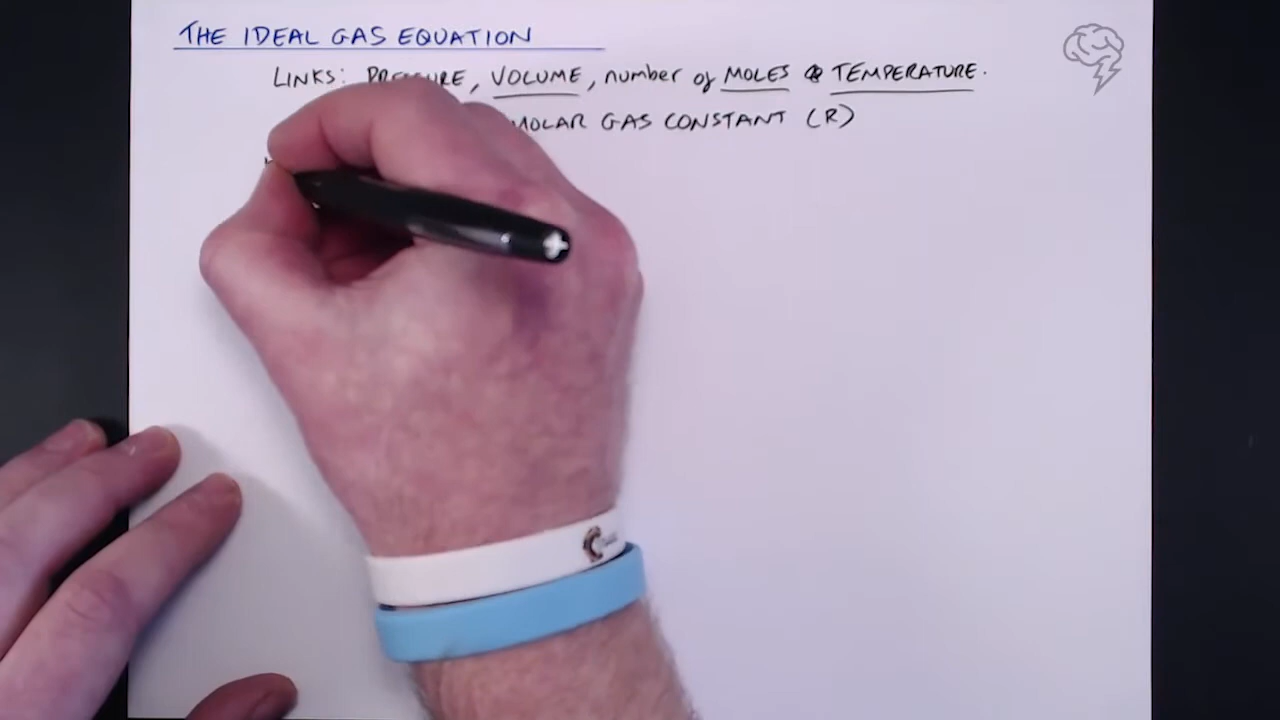 THE IDEAL GAS EQUATION
LINKS: PRESSURE, VOLUME, number of MOLES & TEMPERATURE.
MOLAR GAS CONSTANT (R)